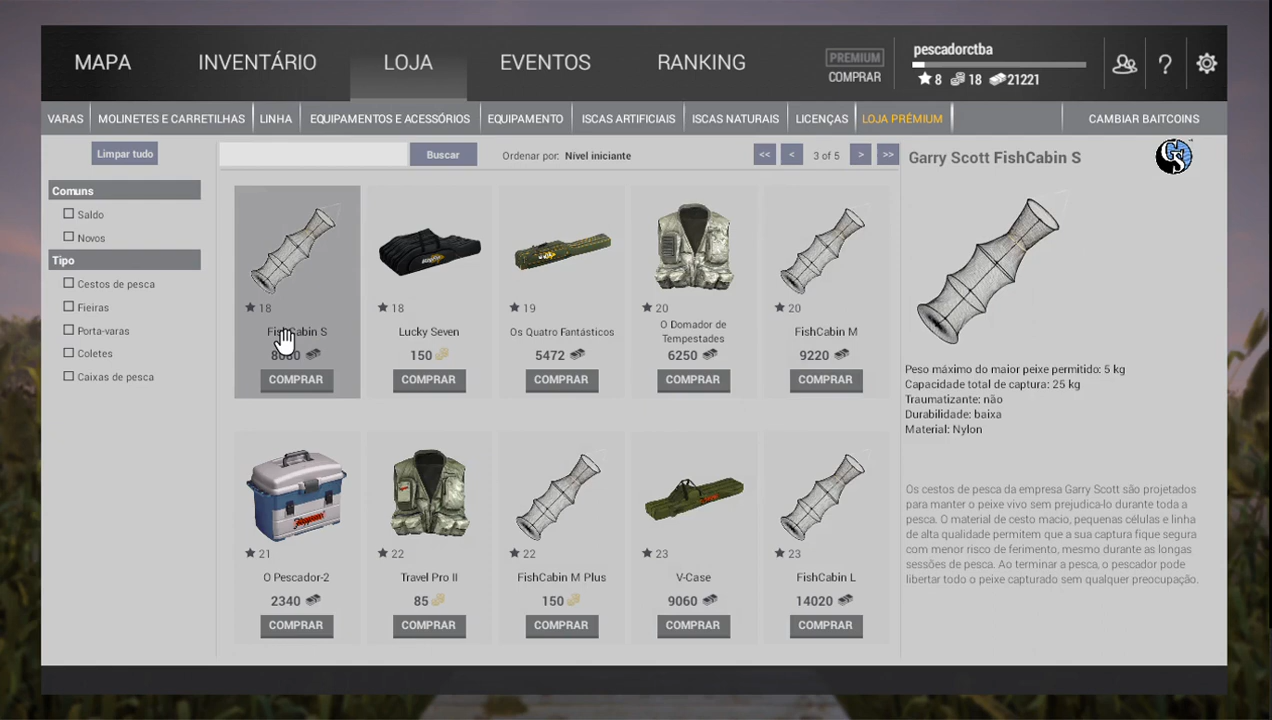 MAPA
INVENTÁRIO
LOJA
EVENTOS
RANKING
PREMIUM
COMPRAR
pescadorctba
8 18 21221
?
VARAS
MOLINETES E CARRETILHAS
LINHA
EQUIPAMENTOS E ACESSÓRIOS
EQUIPAMENTO
ISCAS ARTIFICIAIS
ISCAS NATURAIS
LICENÇAS
LOJA PRÊMIUM
CAMBIAR BAITCOINS
Limpar tudo
Comuns
Saldo
Novos
Tipo
Cestos de pesca
Fieiras
Porta-varas
Coletes
Caixas de pesca
Buscar
Ordenar por: Nível iniciante
<< < 3 of 5 > >>
18
FishCabin S
COMPRAR
18
Lucky Seven
150
COMPRAR
19
Os Quatro Fantásticos
5472
COMPRAR
20
O Domador de
Tempestades
6250
COMPRAR
20
FishCabin M
9220
COMPRAR
21
O Pescador-2
2340
COMPRAR
22
Travel Pro II
85
COMPRAR
22
FishCabin M Plus
150
COMPRAR
23
V-Case
9060
COMPRAR
23
FishCabin L
14020
COMPRAR
Garry Scott FishCabin S
GS
Peso máximo do maior peixe permitido: 5 kg
Capacidade total de captura: 25 kg
Traumatizante: não
Durabilidade: baixa
Material: Nylon
Os cestos de pesca da empresa Garry Scott são projetados
para manter o peixe vivo sem prejudica-lo durante toda a
pesca. O material de cesto macio, pequenas células e linha
de alta qualidade permitem que a sua captura fique segura
com menor risco de ferimento, mesmo durante as longas
sessões de pesca. Ao terminar a pesca, o pescador pode
libertar todo o peixe capturado sem qualquer preocupação.